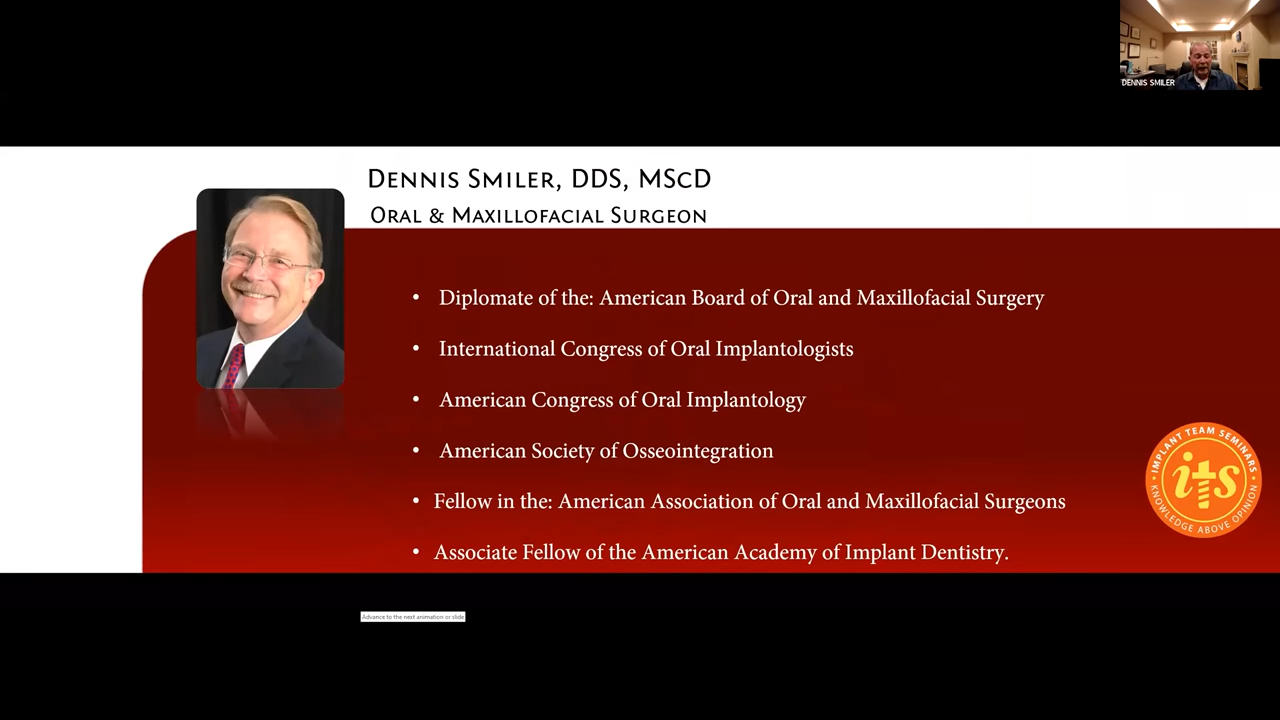 DENNIS SMILER
DENNIS SMILER, DDS, MSCD
ORAL & MAXILLOFACIAL SURGEON
• Diplomate of the: American Board of Oral and Maxillofacial Surgery
• International Congress of Oral Implantologists
• American Congress of Oral Implantology
• American Society of Osseointegration
• Fellow in the: American Association of Oral and Maxillofacial Surgeons
• Associate Fellow of the American Academy of Implant Dentistry.
• IMPLANT TEAM SEMINARS •
its
KNOWLEDGE ABOVE OPINION
Advance to the next animation or slide